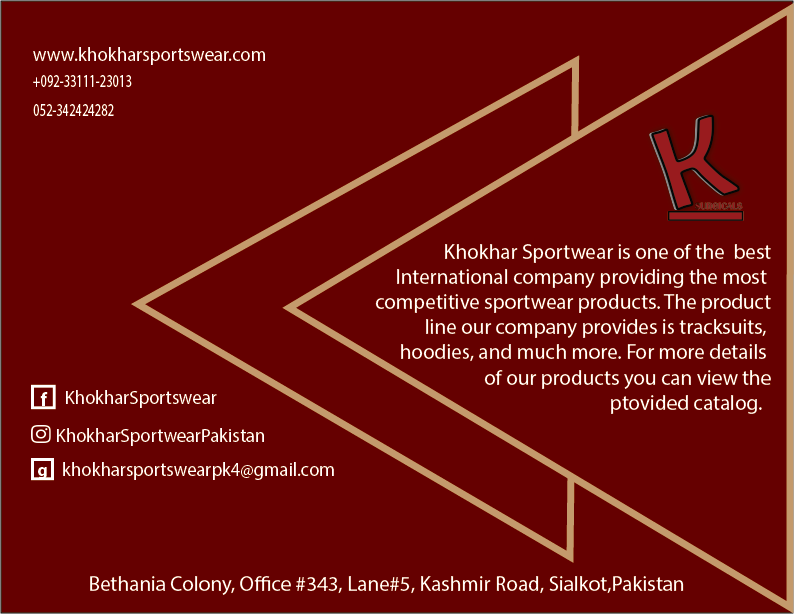 www.khokharsportswear.com
+092-33111-23013
052-342424282
K
Khokhar Sportwear is one of the best
International company providing the most
competitive sportwear products. The product
line our company provides is tracksuits,
hoodies, and much more. For more details
of our products you can view the
ptovided catalog.
f KhokharSportswear
KhokharSportwearPakistan
g khokharsportswearpk4@gmail.com
Bethania Colony, Office #343, Lane#5, Kashmir Road, Sialkot,Pakistan